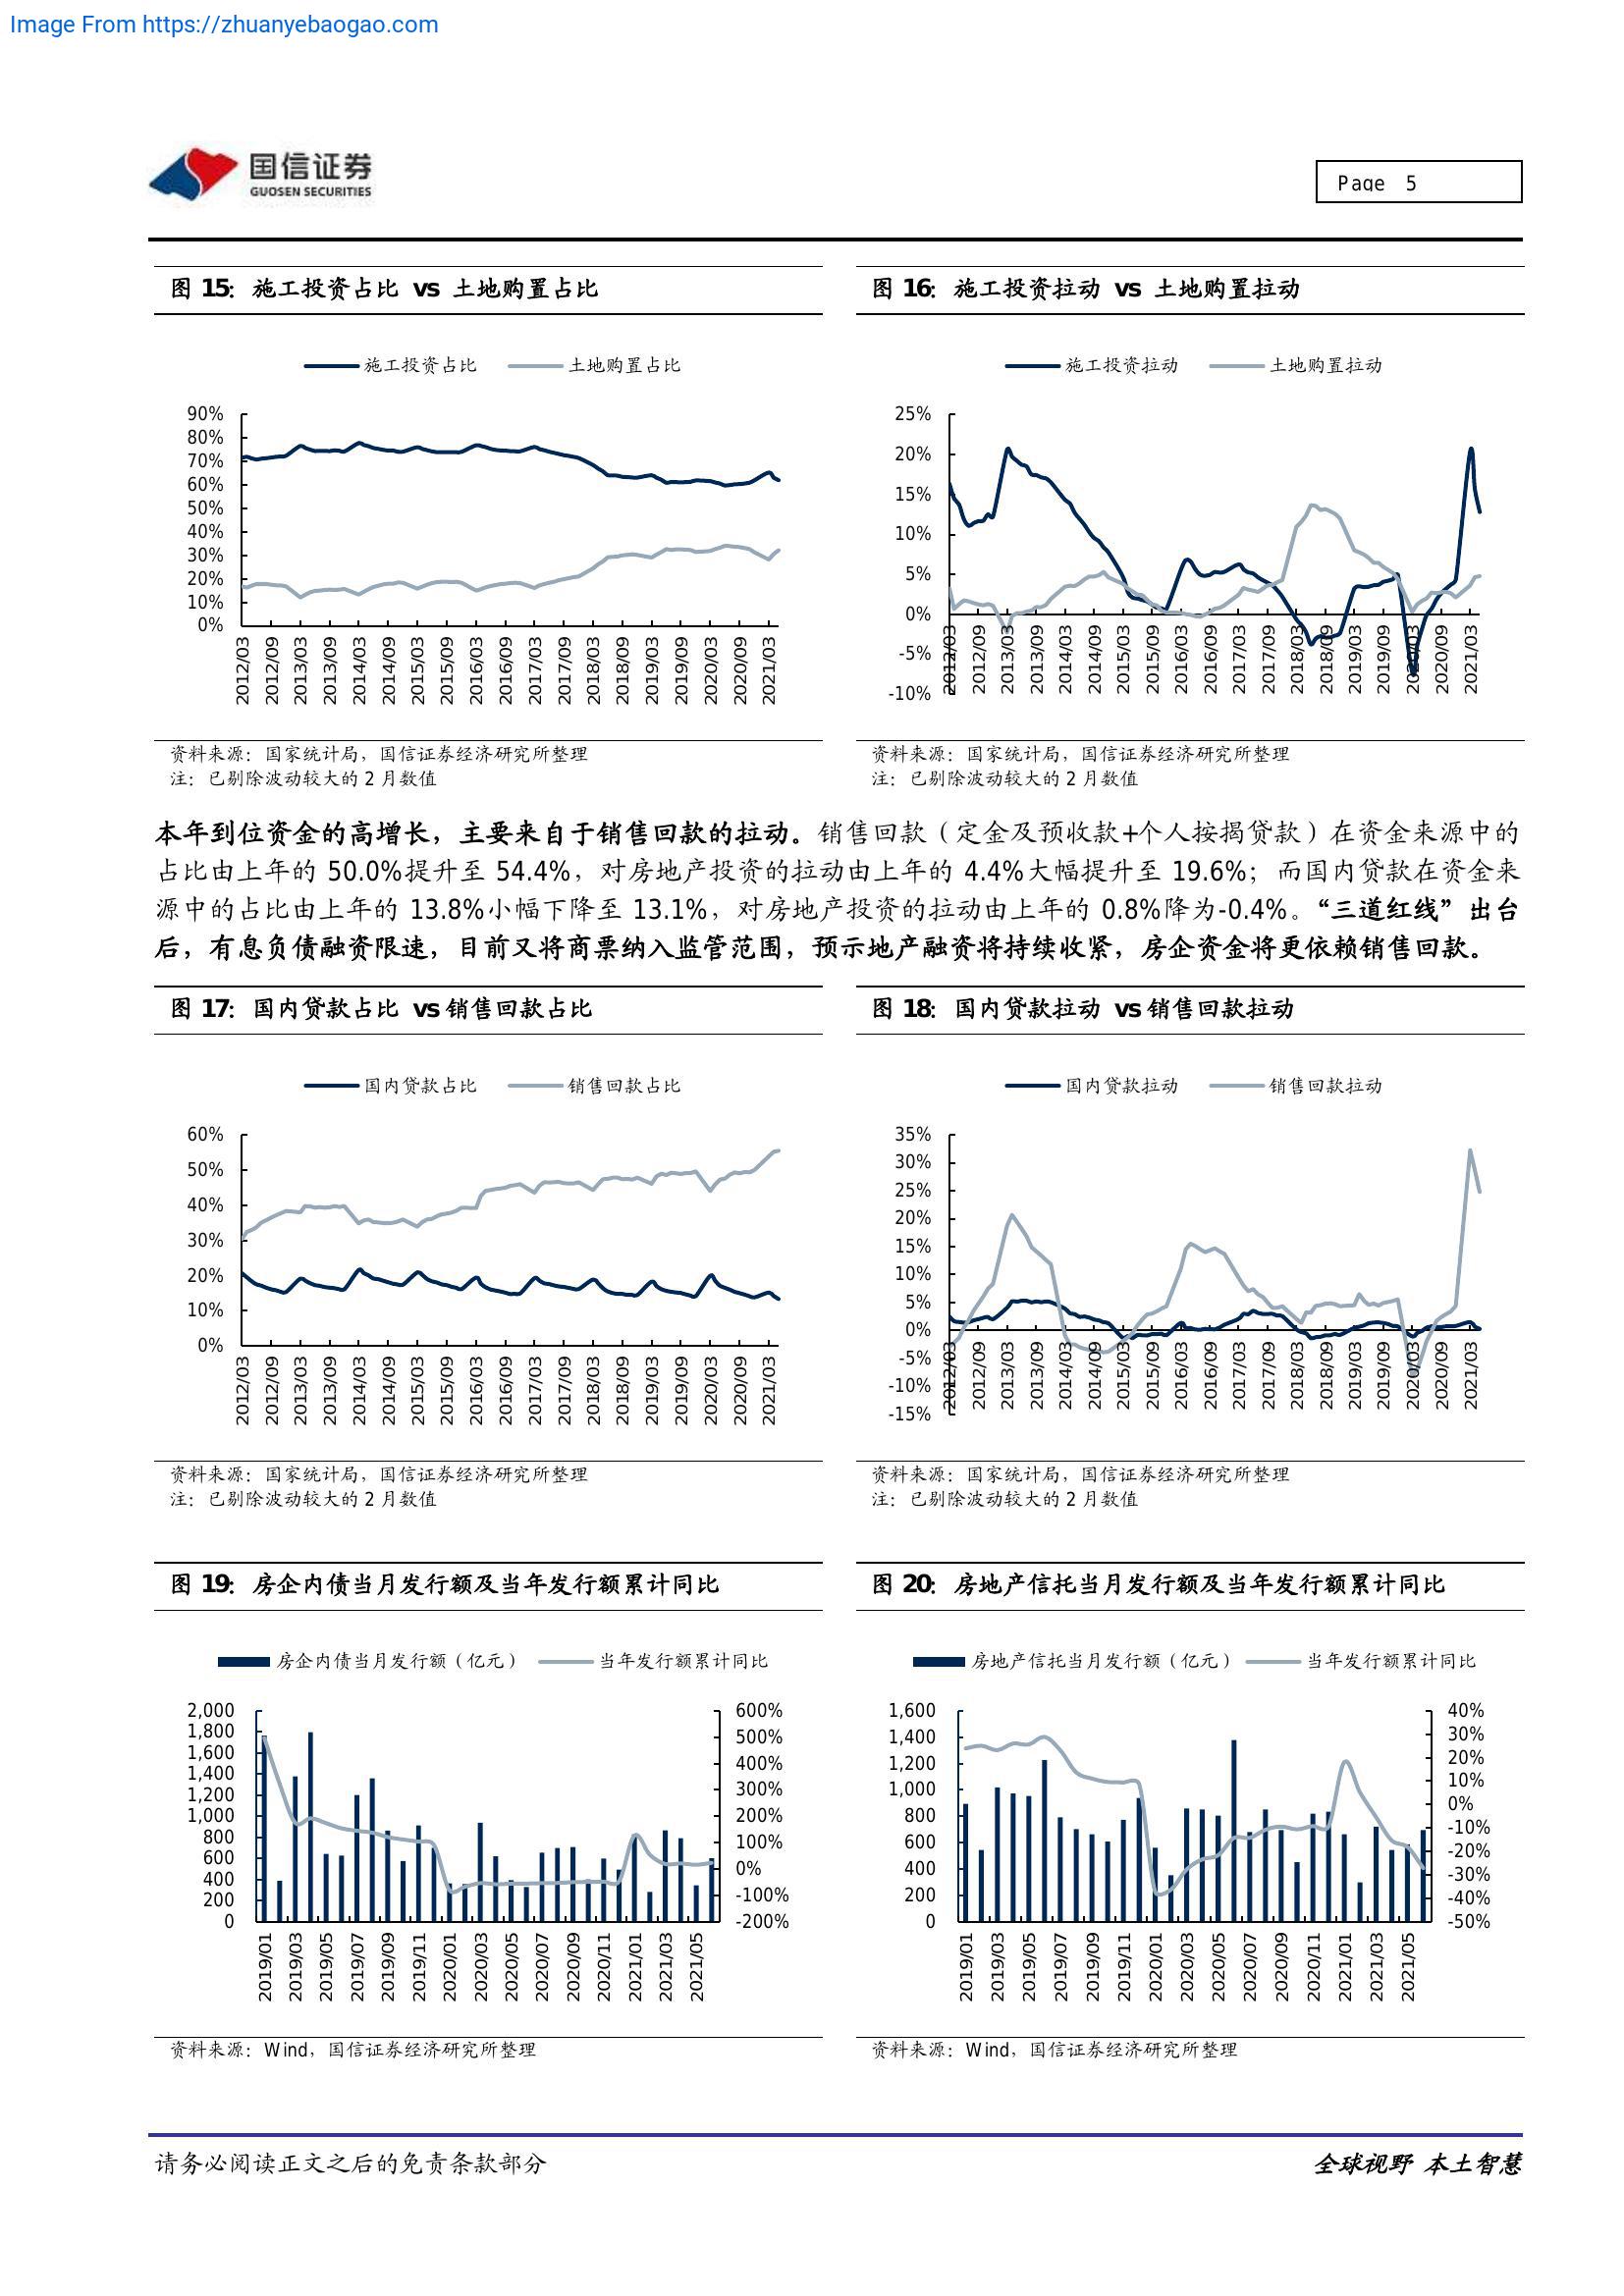 Image From https://zhuanyebaogao.com
国信证券
GUOSEN SECURITIES
Page 5
图 15：施工投资占比 vs 土地购置占比
施工投资占比 土地购置占比
90%
80%
70%
60%
50%
40%
30%
20%
10%
0%
2012/03 2012/09 2013/03 2013/09 2014/03 2014/09 2015/03 2015/09 2016/03 2016/09 2017/03 2017/09 2018/03 2018/09 2019/03 2019/09 2020/03 2020/09 2021/03
资料来源：国家统计局，国信证券经济研究所整理
注：已剔除波动较大的 2 月数值
图 16：施工投资拉动 vs 土地购置拉动
施工投资拉动 土地购置拉动
25%
20%
15%
10%
5%
0%
-5%
-10%
2012/03 2012/09 2013/03 2013/09 2014/03 2014/09 2015/03 2015/09 2016/03 2016/09 2017/03 2017/09 2018/03 2018/09 2019/03 2019/09 2020/03 2020/09 2021/03
资料来源：国家统计局，国信证券经济研究所整理
注：已剔除波动较大的 2 月数值
本年到位资金的高增长，主要来自于销售回款的拉动。销售回款（定金及预收款+个人按揭贷款）在资金来源中的
占比由上年的 50.0%提升至 54.4%，对房地产投资的拉动由上年的 4.4%大幅提升至 19.6%；而国内贷款在资金来
源中的占比由上年的 13.8%小幅下降至 13.1%，对房地产投资的拉动由上年的 0.8%降为-0.4%。“三道红线”出台
后，有息负债融资限速，目前又将商票纳入监管范围，预示地产融资将持续收紧，房企资金将更依赖销售回款。
图 17：国内贷款占比 vs 销售回款占比
国内贷款占比 销售回款占比
60%
50%
40%
30%
20%
10%
0%
2012/03 2012/09 2013/03 2013/09 2014/03 2014/09 2015/03 2015/09 2016/03 2016/09 2017/03 2017/09 2018/03 2018/09 2019/03 2019/09 2020/03 2020/09 2021/03
资料来源：国家统计局，国信证券经济研究所整理
注：已剔除波动较大的 2 月数值
图 18：国内贷款拉动 vs 销售回款拉动
国内贷款拉动 销售回款拉动
35%
30%
25%
20%
15%
10%
5%
0%
-5%
-10%
-15%
2012/03 2012/09 2013/03 2013/09 2014/03 2014/09 2015/03 2015/09 2016/03 2016/09 2017/03 2017/09 2018/03 2018/09 2019/03 2019/09 2020/03 2020/09 2021/03
资料来源：国家统计局，国信证券经济研究所整理
注：已剔除波动较大的 2 月数值
图 19：房企内债当月发行额及当年发行额累计同比
房企内债当月发行额（亿元） 当年发行额累计同比
2,000 600%
1,800 500%
1,600 400%
1,400 300%
1,200 200%
1,000 100%
800 0%
600 -100%
400 -200%
200
0
2019/01 2019/03 2019/05 2019/07 2019/09 2019/11 2020/01 2020/03 2020/05 2020/07 2020/09 2020/11 2021/01 2021/03 2021/05
资料来源：Wind，国信证券经济研究所整理
图 20：房地产信托当月发行额及当年发行额累计同比
房地产信托当月发行额（亿元） 当年发行额累计同比
1,600 40%
1,400 30%
1,200 20%
1,000 10%
800 0%
600 -10%
400 -20%
200 -30%
0 -40%
-50%
2019/01 2019/03 2019/05 2019/07 2019/09 2019/11 2020/01 2020/03 2020/05 2020/07 2020/09 2020/11 2021/01 2021/03 2021/05
资料来源：Wind，国信证券经济研究所整理
请务必阅读正文之后的免责条款部分
全球视野 本土智慧